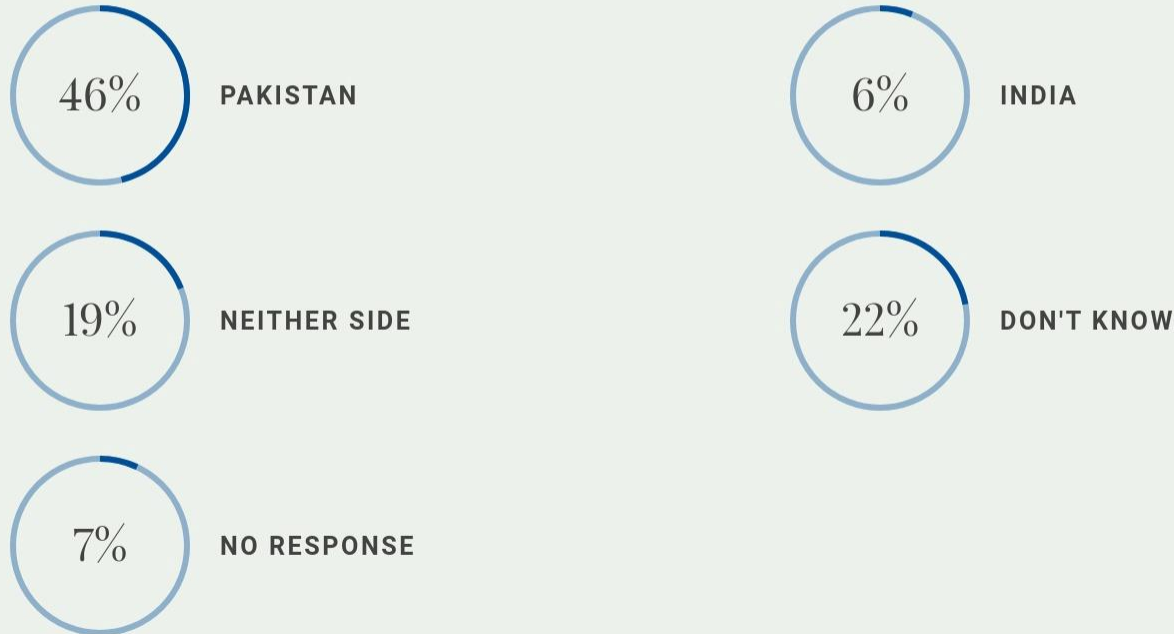 46% PAKISTAN
6% INDIA
19% NEITHER SIDE
22% DON'T KNOW
7% NO RESPONSE